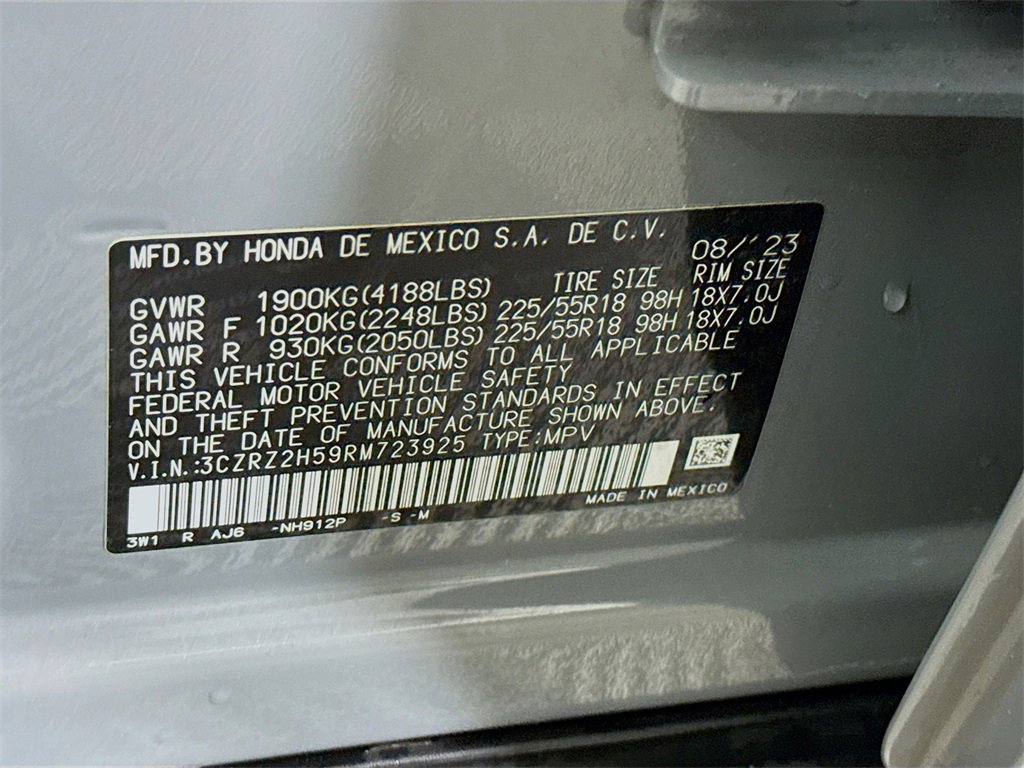 MFD.BY HONDA DE MEXICO S.A. DE C.V. 08/'23
TIRE SIZE RIM SIZE
GVWR 1900KG(4188LBS)
GAWR F 1020KG(2248LBS) 225/55R18 98H 18X7.0J
GAWR R 930KG(2050LBS) 225/55R18 98H 18X7.0J
THIS VEHICLE CONFORMS TO ALL APPLICABLE
FEDERAL MOTOR VEHICLE SAFETY
AND THEFT PREVENTION STANDARDS IN EFFECT
ON THE DATE OF MANUFACTURE SHOWN ABOVE.
V.I.N.:3CZRZ2H59RM723925 TYPE:MPV
MADE IN MEXICO
3W1 R AJ6 -NH912P -S -M